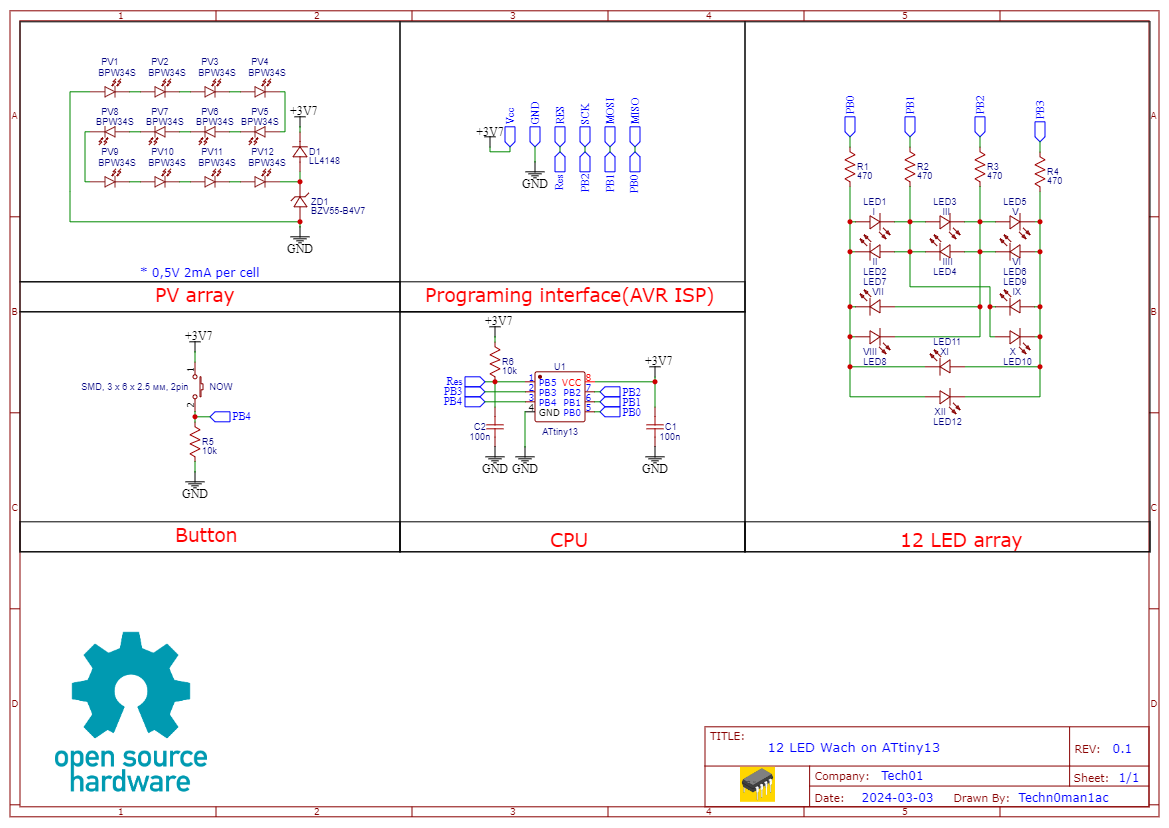 1 2 3 4 5
A A
B B
C C
D D
PV1 PV2 PV3 PV4
BPW34S BPW34S BPW34S BPW34S
PV8 PV7 PV6 PV5
BPW34S BPW34S BPW34S BPW34S
PV9 PV10 PV11 PV12
BPW34S BPW34S BPW34S BPW34S
+3V7
D1
LL4148
ZD1
BZV55-B4V7
GND
* 0,5V 2mA per cell
PV array
+3V7
Vcc GND RES SCK MOSI MISO
GND
Res PB2 PB1 PB0
Programing interface(AVR ISP)
PB0 PB1 PB2 PB3
R1
470
R2
470
R3
470
R4
470
LED1 LED3 LED5
I III V
II IIII VI
LED2 LED4 LED6
LED7 LED9
VII IX
VIII X
LED8 LED10
LED11
XI
XII
LED12
12 LED array
+3V7
1
SMD, 3 x 6 x 2.5 мм, 2pin
NOW
2
PB4
R5
10k
GND
Button
+3V7
R6
10k
U1
+3V7
Res 1 PB5 VCC 8
PB3 2 PB3 PB2 7 PB2
PB4 3 PB4 PB1 6 PB1
4 GND PB0 5 PB0
ATtiny13
C2
100n
C1
100n
GND GND GND
CPU
open source
hardware
TITLE:
12 LED Wach on ATtiny13
REV: 0.1
Company: Tech01
Sheet: 1/1
Date: 2024-03-03 Drawn By: Techn0man1ac
1 2 3 4 5